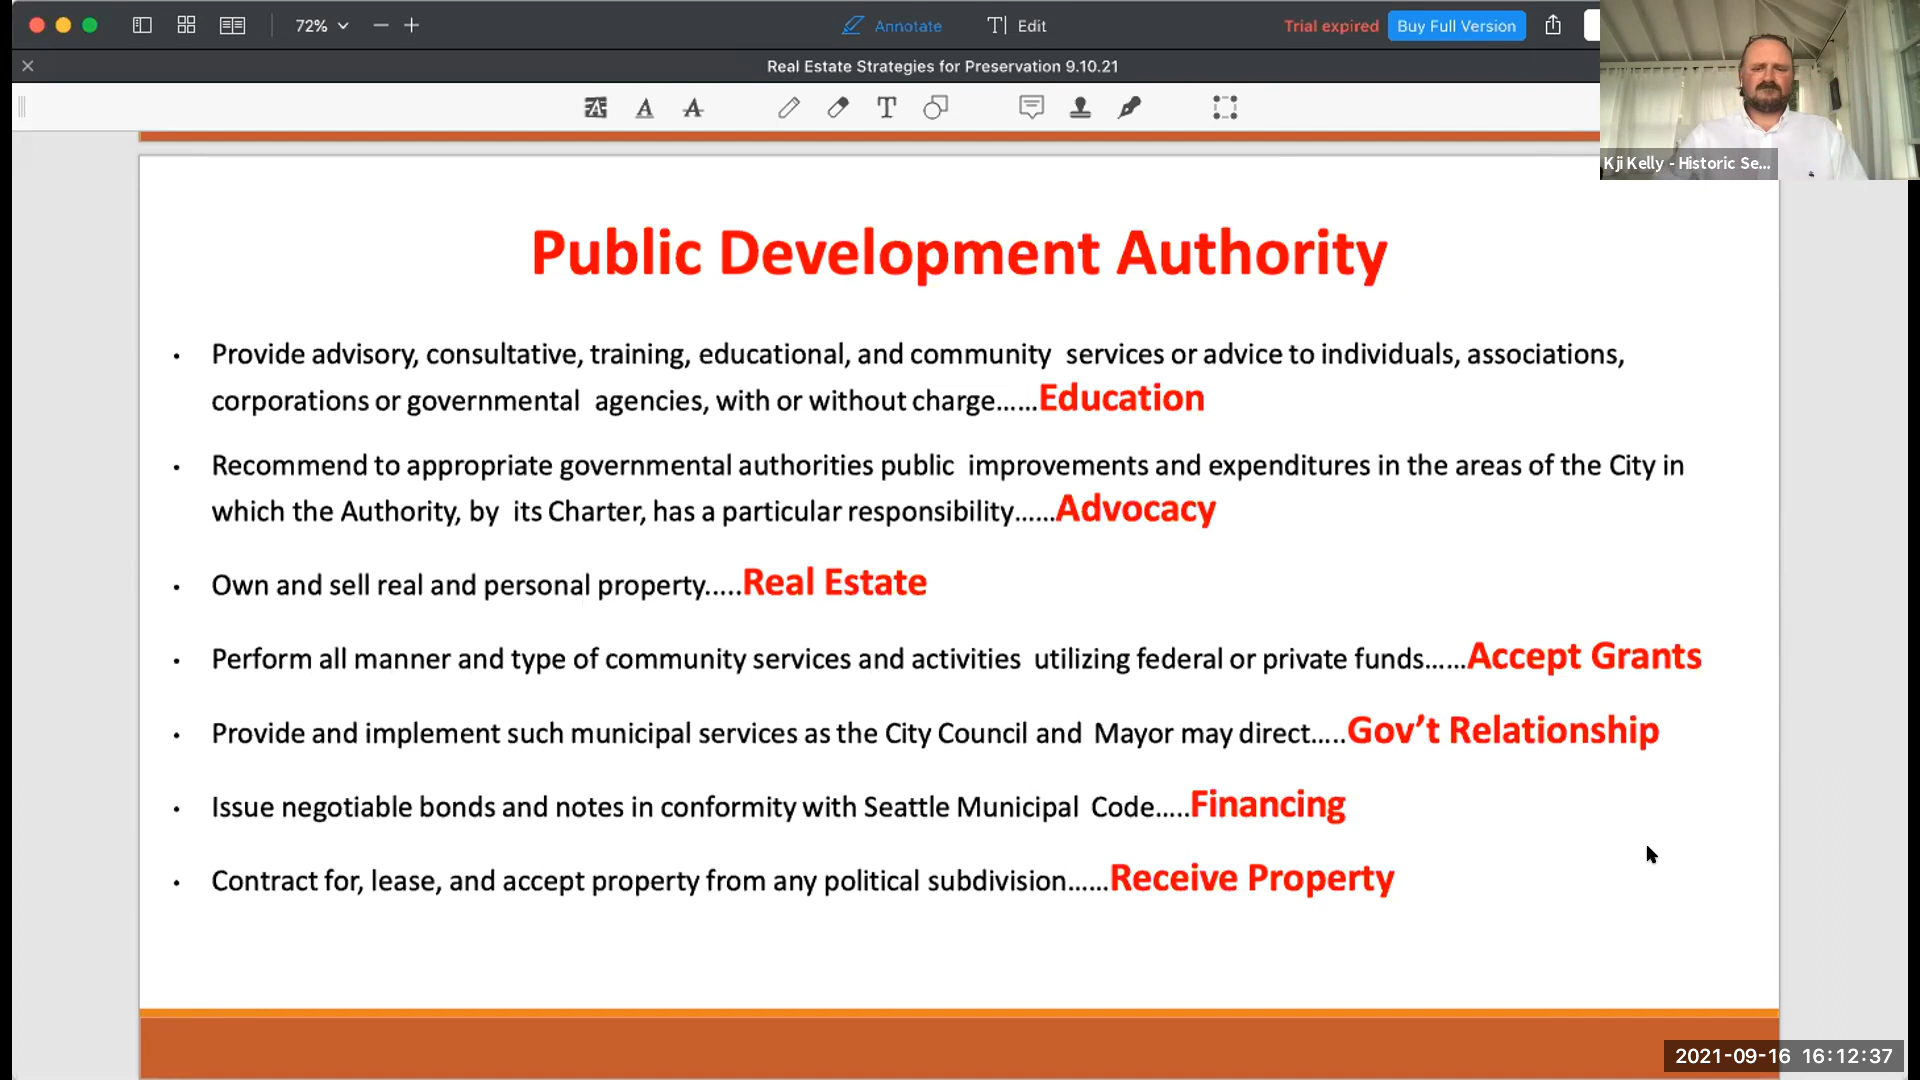 72%
Annotate
Edit
Trial expired
Buy Full Version
Real Estate Strategies for Preservation 9.10.21
Kji Kelly - Historic Se...
Public Development Authority
• Provide advisory, consultative, training, educational, and community services or advice to individuals, associations,
corporations or governmental agencies, with or without charge......Education
• Recommend to appropriate governmental authorities public improvements and expenditures in the areas of the City in
which the Authority, by its Charter, has a particular responsibility......Advocacy
• Own and sell real and personal property.....Real Estate
• Perform all manner and type of community services and activities utilizing federal or private funds......Accept Grants
• Provide and implement such municipal services as the City Council and Mayor may direct.....Gov’t Relationship
• Issue negotiable bonds and notes in conformity with Seattle Municipal Code.....Financing
• Contract for, lease, and accept property from any political subdivision......Receive Property
2021-09-16 16:12:37